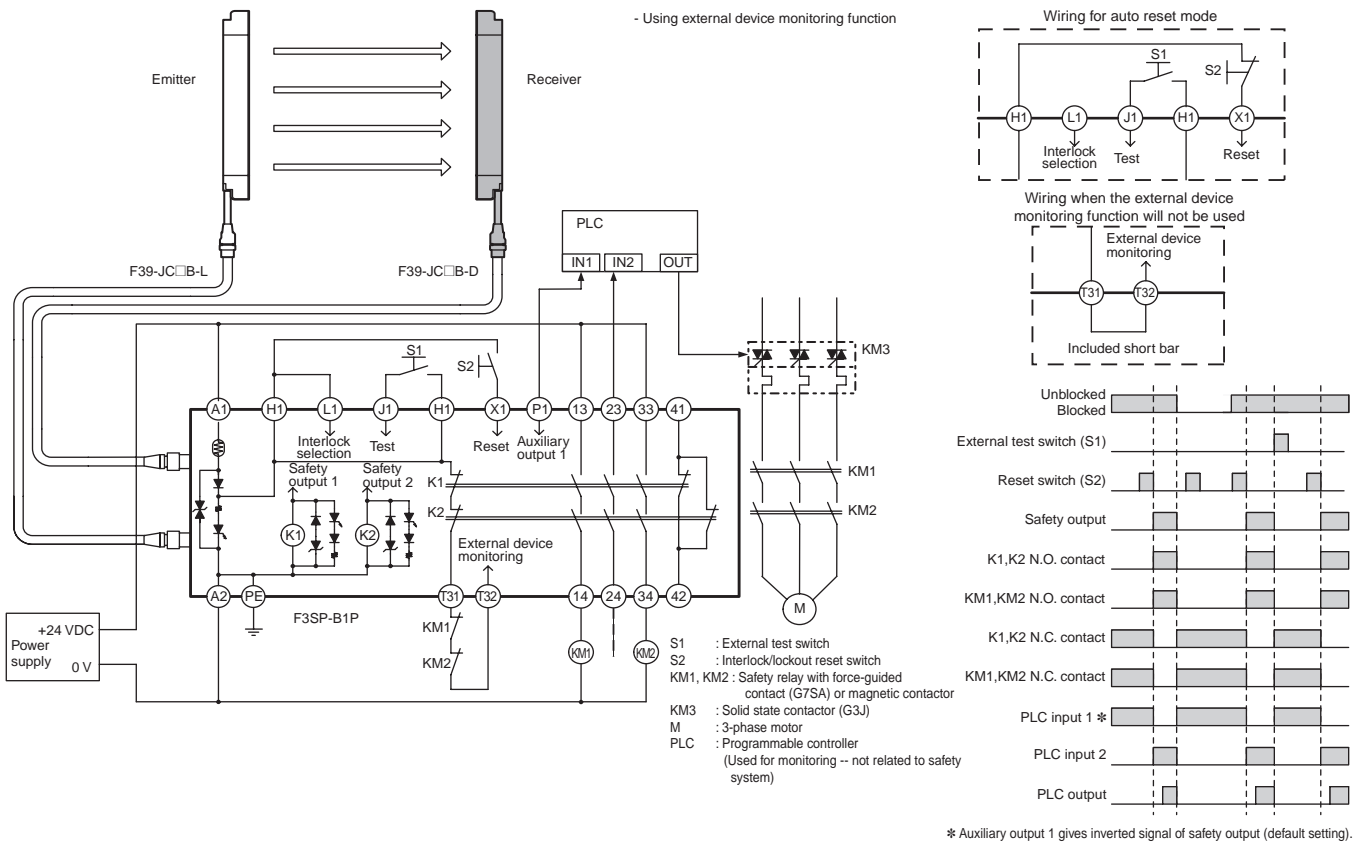 - Using external device monitoring function
Emitter
Receiver
F39-JC□B-L
F39-JC□B-D
PLC
IN1
IN2
OUT
KM3
S1
S2
A1
H1
L1
J1
H1
X1
P1
13
23
33
41
Interlock
selection
Test
Reset
Auxiliary
output 1
Safety
output 1
Safety
output 2
K1
K2
K1
K2
External device
monitoring
KM1
KM2
A2
PE
T31
T32
14
24
34
42
F3SP-B1P
M
+24 VDC
Power
supply
0 V
KM1
KM2
KM1
KM2
S1 : External test switch
S2 : Interlock/lockout reset switch
KM1, KM2 : Safety relay with force-guided
contact (G7SA) or magnetic contactor
KM3 : Solid state contactor (G3J)
M : 3-phase motor
PLC : Programmable controller
(Used for monitoring -- not related to safety
system)
Wiring for auto reset mode
S1
S2
H1
L1
J1
H1
X1
Interlock
selection
Test
Reset
Wiring when the external device
monitoring function will not be used
External device
monitoring
T31
T32
Included short bar
Unblocked
Blocked
External test switch (S1)
Reset switch (S2)
Safety output
K1,K2 N.O. contact
KM1,KM2 N.O. contact
K1,K2 N.C. contact
KM1,KM2 N.C. contact
PLC input 1 ✽
PLC input 2
PLC output
✽ Auxiliary output 1 gives inverted signal of safety output (default setting).